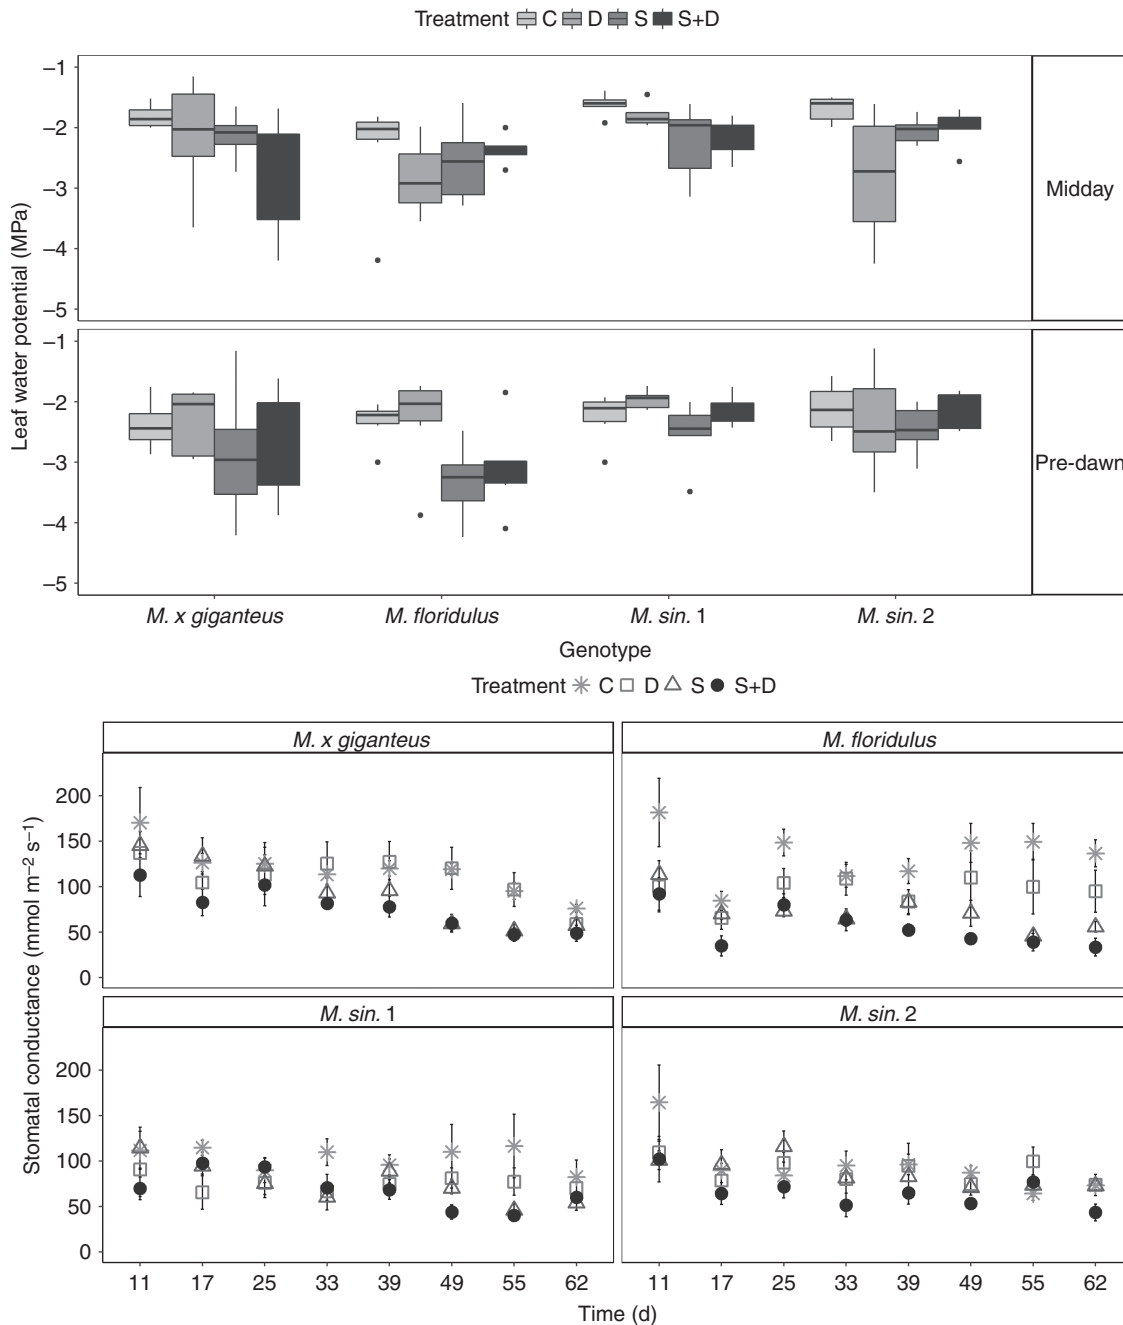 Treatment C D S S+D
Leaf water potential (MPa)
–1
–2
–3
–4
–5
Midday
–1
–2
–3
–4
–5
Pre-dawn
M. x giganteus M. floridulus M. sin. 1 M. sin. 2
Genotype
Treatment C D S S+D
Stomatal conductance (mmol m–2 s–1)
M. x giganteus M. floridulus
200
150
100
50
0
M. sin. 1 M. sin. 2
200
150
100
50
0
11 17 25 33 39 49 55 62 11 17 25 33 39 49 55 62
Time (d)